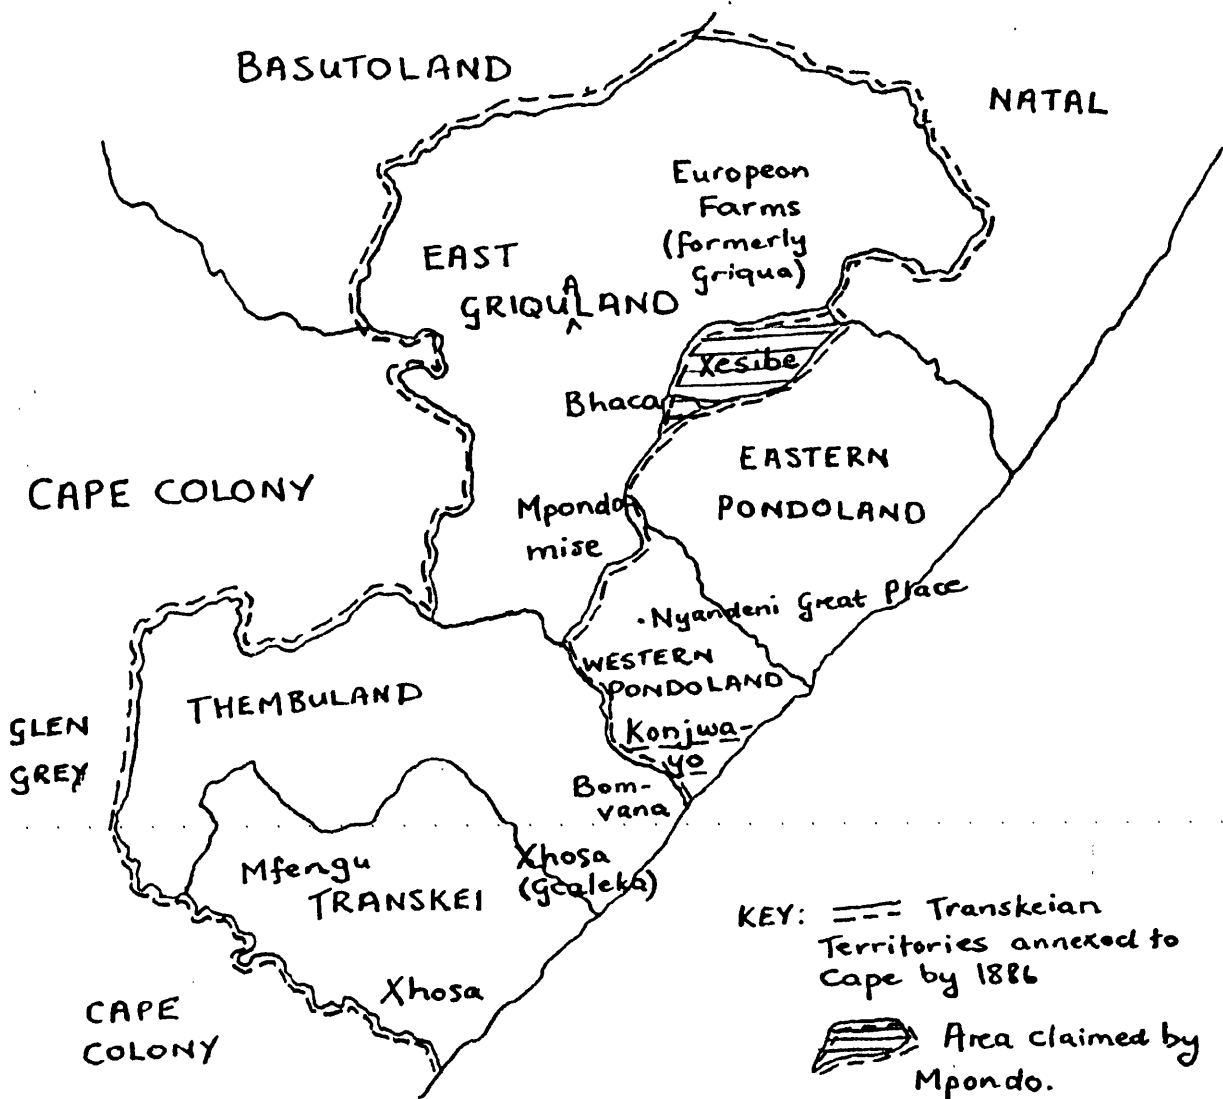 BASUTOLAND
NATAL
European
Farms
(formerly
Griqua)
EAST
GRIQUALAND
Xesibe
Bhaca
EASTERN
PONDOLAND
CAPE COLONY
Mpondo-
mise
.Nyandeni Great Place
WESTERN
PONDOLAND
THEMBULAND
GLEN
GREY
Konjwa-
yo
Bom-
vana
Mfengu
TRANSKEI
Xhosa
(Gcaleka)
Xhosa
CAPE
COLONY
KEY: Transkeian
Territories annexed to
Cape by 1886
Area claimed by
Mpondo.